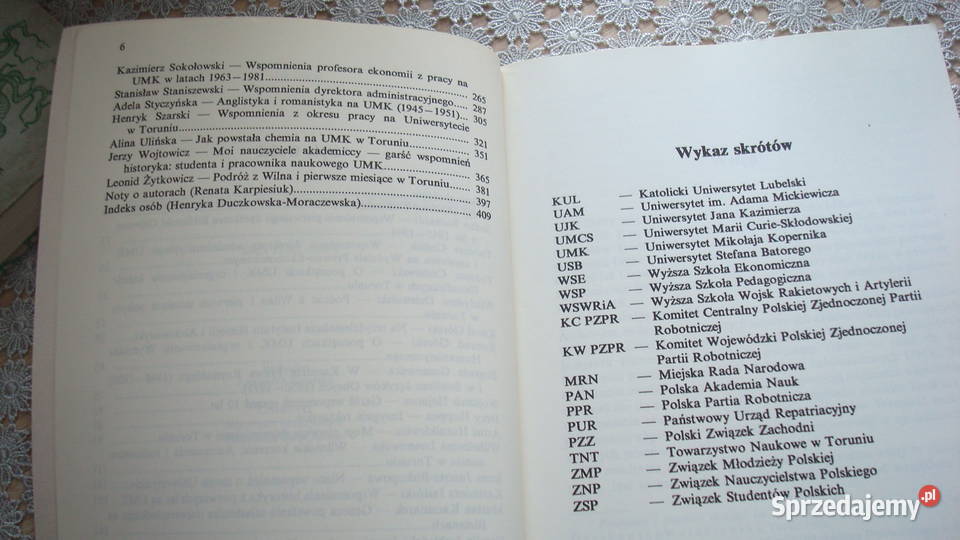 6
Kazimierz Sokołowski — Wspomnienia profesora ekonomii z pracy na
UMK w latach 1963—1981 265
Stanisław Staniszewski — Wspomnienia dyrektora administracyjnego 287
Adela Styczyńska — Anglistyka i romanistyka na UMK (1945—1951) 305
Henryk Szarski — Wspomnienia z okresu pracy na Uniwersytecie
w Toruniu 321
Alina Ulińska — Jak powstała chemia na UMK w Toruniu 351
Jerzy Wojtowicz — Moi nauczyciele akademiccy — garść wspomnień
historyka: studenta i pracownika naukowego UMK 365
Leonid Żytkowicz — Podróż z Wilna i pierwsze miesiące w Toruniu 381
Noty o autorach (Renata Karpiesiuk) 397
Indeks osób (Henryka Duczkowska-Moraczewska) 409
Wykaz skrótów
KUL — Katolicki Uniwersytet Lubelski
UAM — Uniwersytet im. Adama Mickiewicza
UJK — Uniwersytet Jana Kazimierza
UMCS — Uniwersytet Marii Curie-Skłodowskiej
UMK — Uniwersytet Mikołaja Kopernika
USB — Uniwersytet Stefana Batorego
WSE — Wyższa Szkoła Ekonomiczna
WSP — Wyższa Szkoła Pedagogiczna
WSWRiA — Wyższa Szkoła Wojsk Rakietowych i Artylerii
KC PZPR — Komitet Centralny Polskiej Zjednoczonej Partii
Robotniczej
KW PZPR — Komitet Wojewódzki Polskiej Zjednoczonej
Partii Robotniczej
MRN — Miejska Rada Narodowa
PAN — Polska Akademia Nauk
PPR — Polska Partia Robotnicza
PUR — Państwowy Urząd Repatriacyjny
PZZ — Polski Związek Zachodni
TNT — Towarzystwo Naukowe w Toruniu
ZMP — Związek Młodzieży Polskiej
ZNP — Związek Nauczycielstwa Polskiego
ZSP — Związek Studentów Polskich
Sprzedajemy.pl